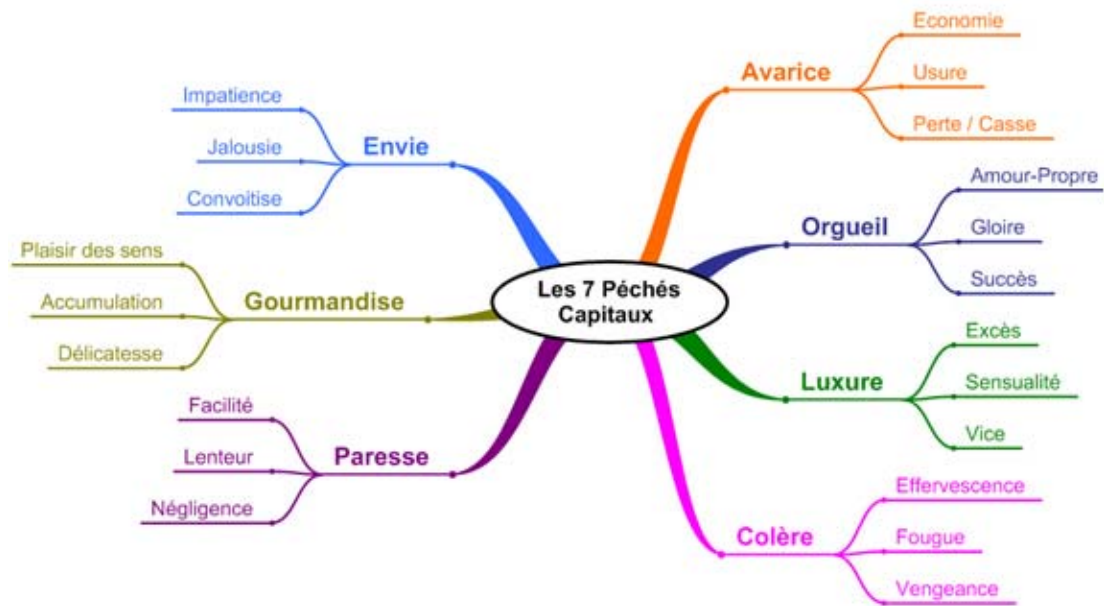 Les 7 Péchés
Capitaux
Avarice
Economie
Usure
Perte / Casse
Orgueil
Amour-Propre
Gloire
Succès
Luxure
Excès
Sensualité
Vice
Colère
Effervescence
Fougue
Vengeance
Envie
Impatience
Jalousie
Convoitise
Gourmandise
Plaisir des sens
Accumulation
Délicatesse
Paresse
Facilité
Lenteur
Négligence